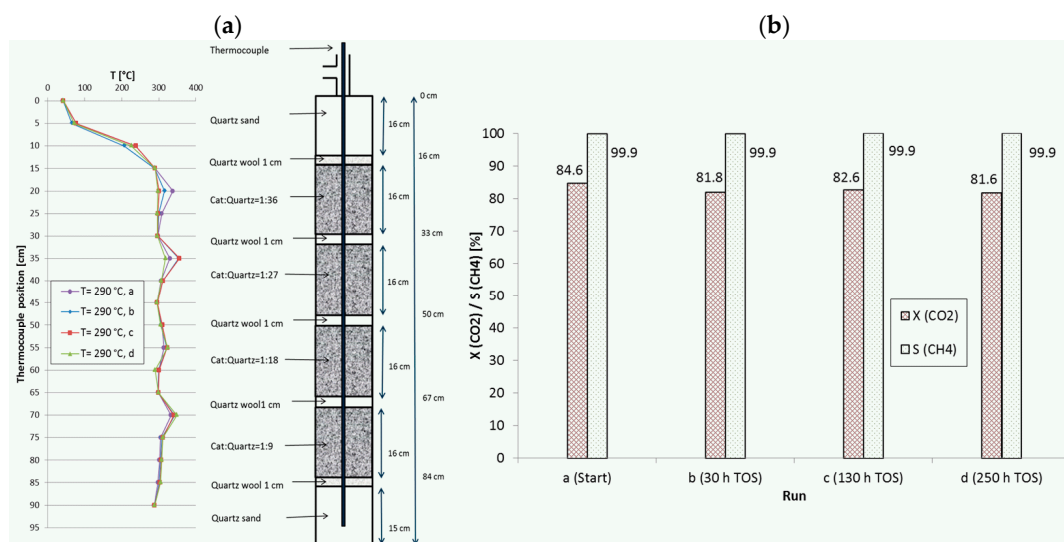 (a)
(b)
T [°C]
0 100 200 300 400
Thermocouple position [cm]
0
5
10
15
20
25
30
35
40
45
50
55
60
65
70
75
80
85
90
95
T= 290 °C, a
T= 290 °C, b
T= 290 °C, c
T= 290 °C, d
Thermocouple
Quartz sand
Quartz wool 1 cm
Cat:Quartz=1:36
Quartz wool 1 cm
Cat:Quartz=1:27
Quartz wool 1 cm
Cat:Quartz=1:18
Quartz wool1 cm
Cat:Quartz=1:9
Quartz wool 1 cm
Quartz sand
0 cm
16 cm
16 cm
16 cm
33 cm
16 cm
50 cm
16 cm
67 cm
16 cm
84 cm
15 cm
X (CO2) / S (CH4) [%]
100
90
80
70
60
50
40
30
20
10
0
84.6
99.9
81.8
99.9
82.6
99.9
81.6
99.9
X (CO2)
S (CH4)
a (Start)
b (30 h TOS)
c (130 h TOS)
d (250 h TOS)
Run